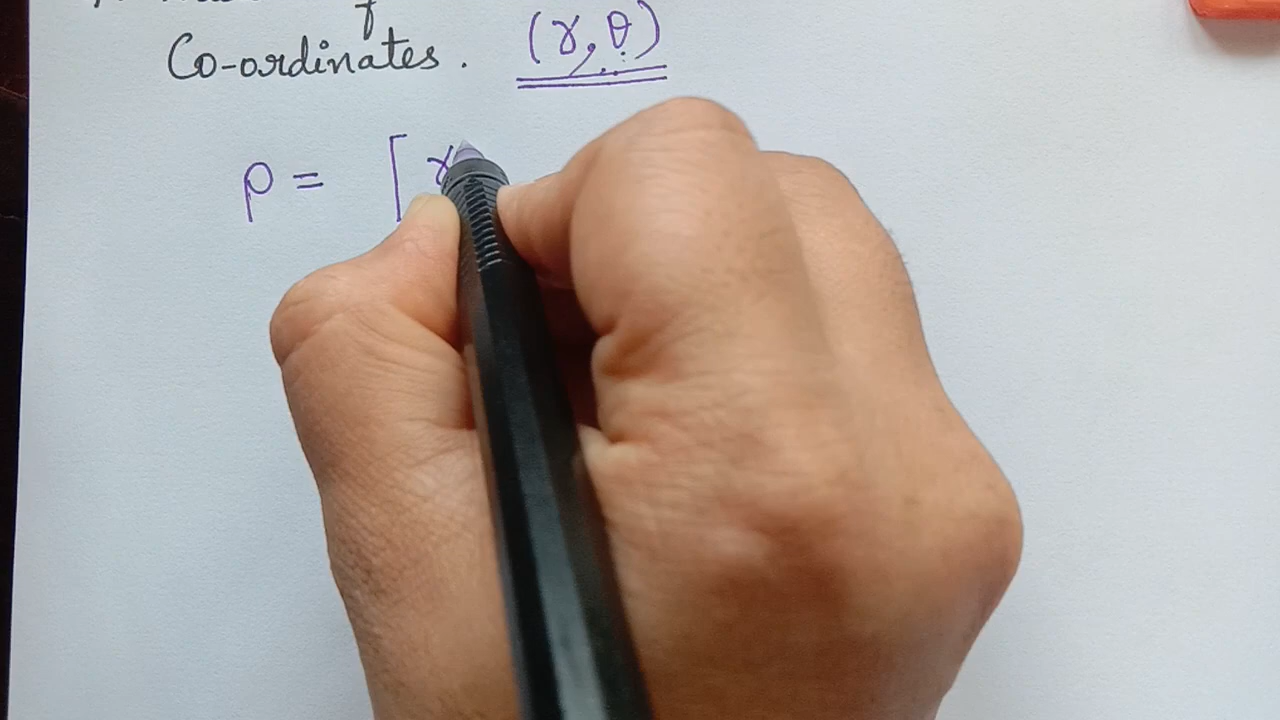 Co-ordinates. (r, θ)
ρ = [ r